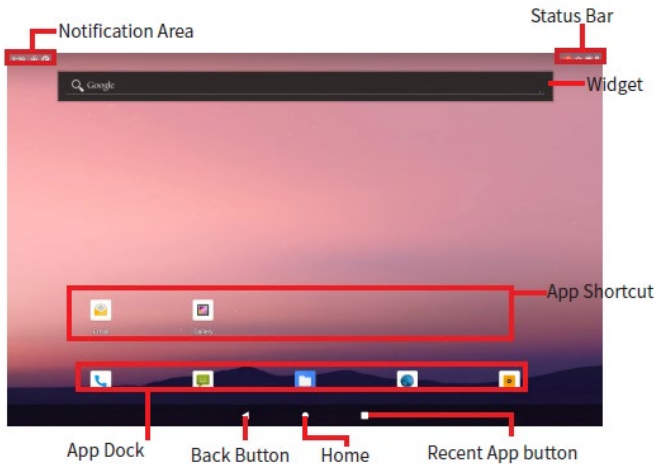 Status Bar
Notification Area
Google
Widget
App Shortcut
Email
Gallery
App Dock
Back Button
Home
Recent App button